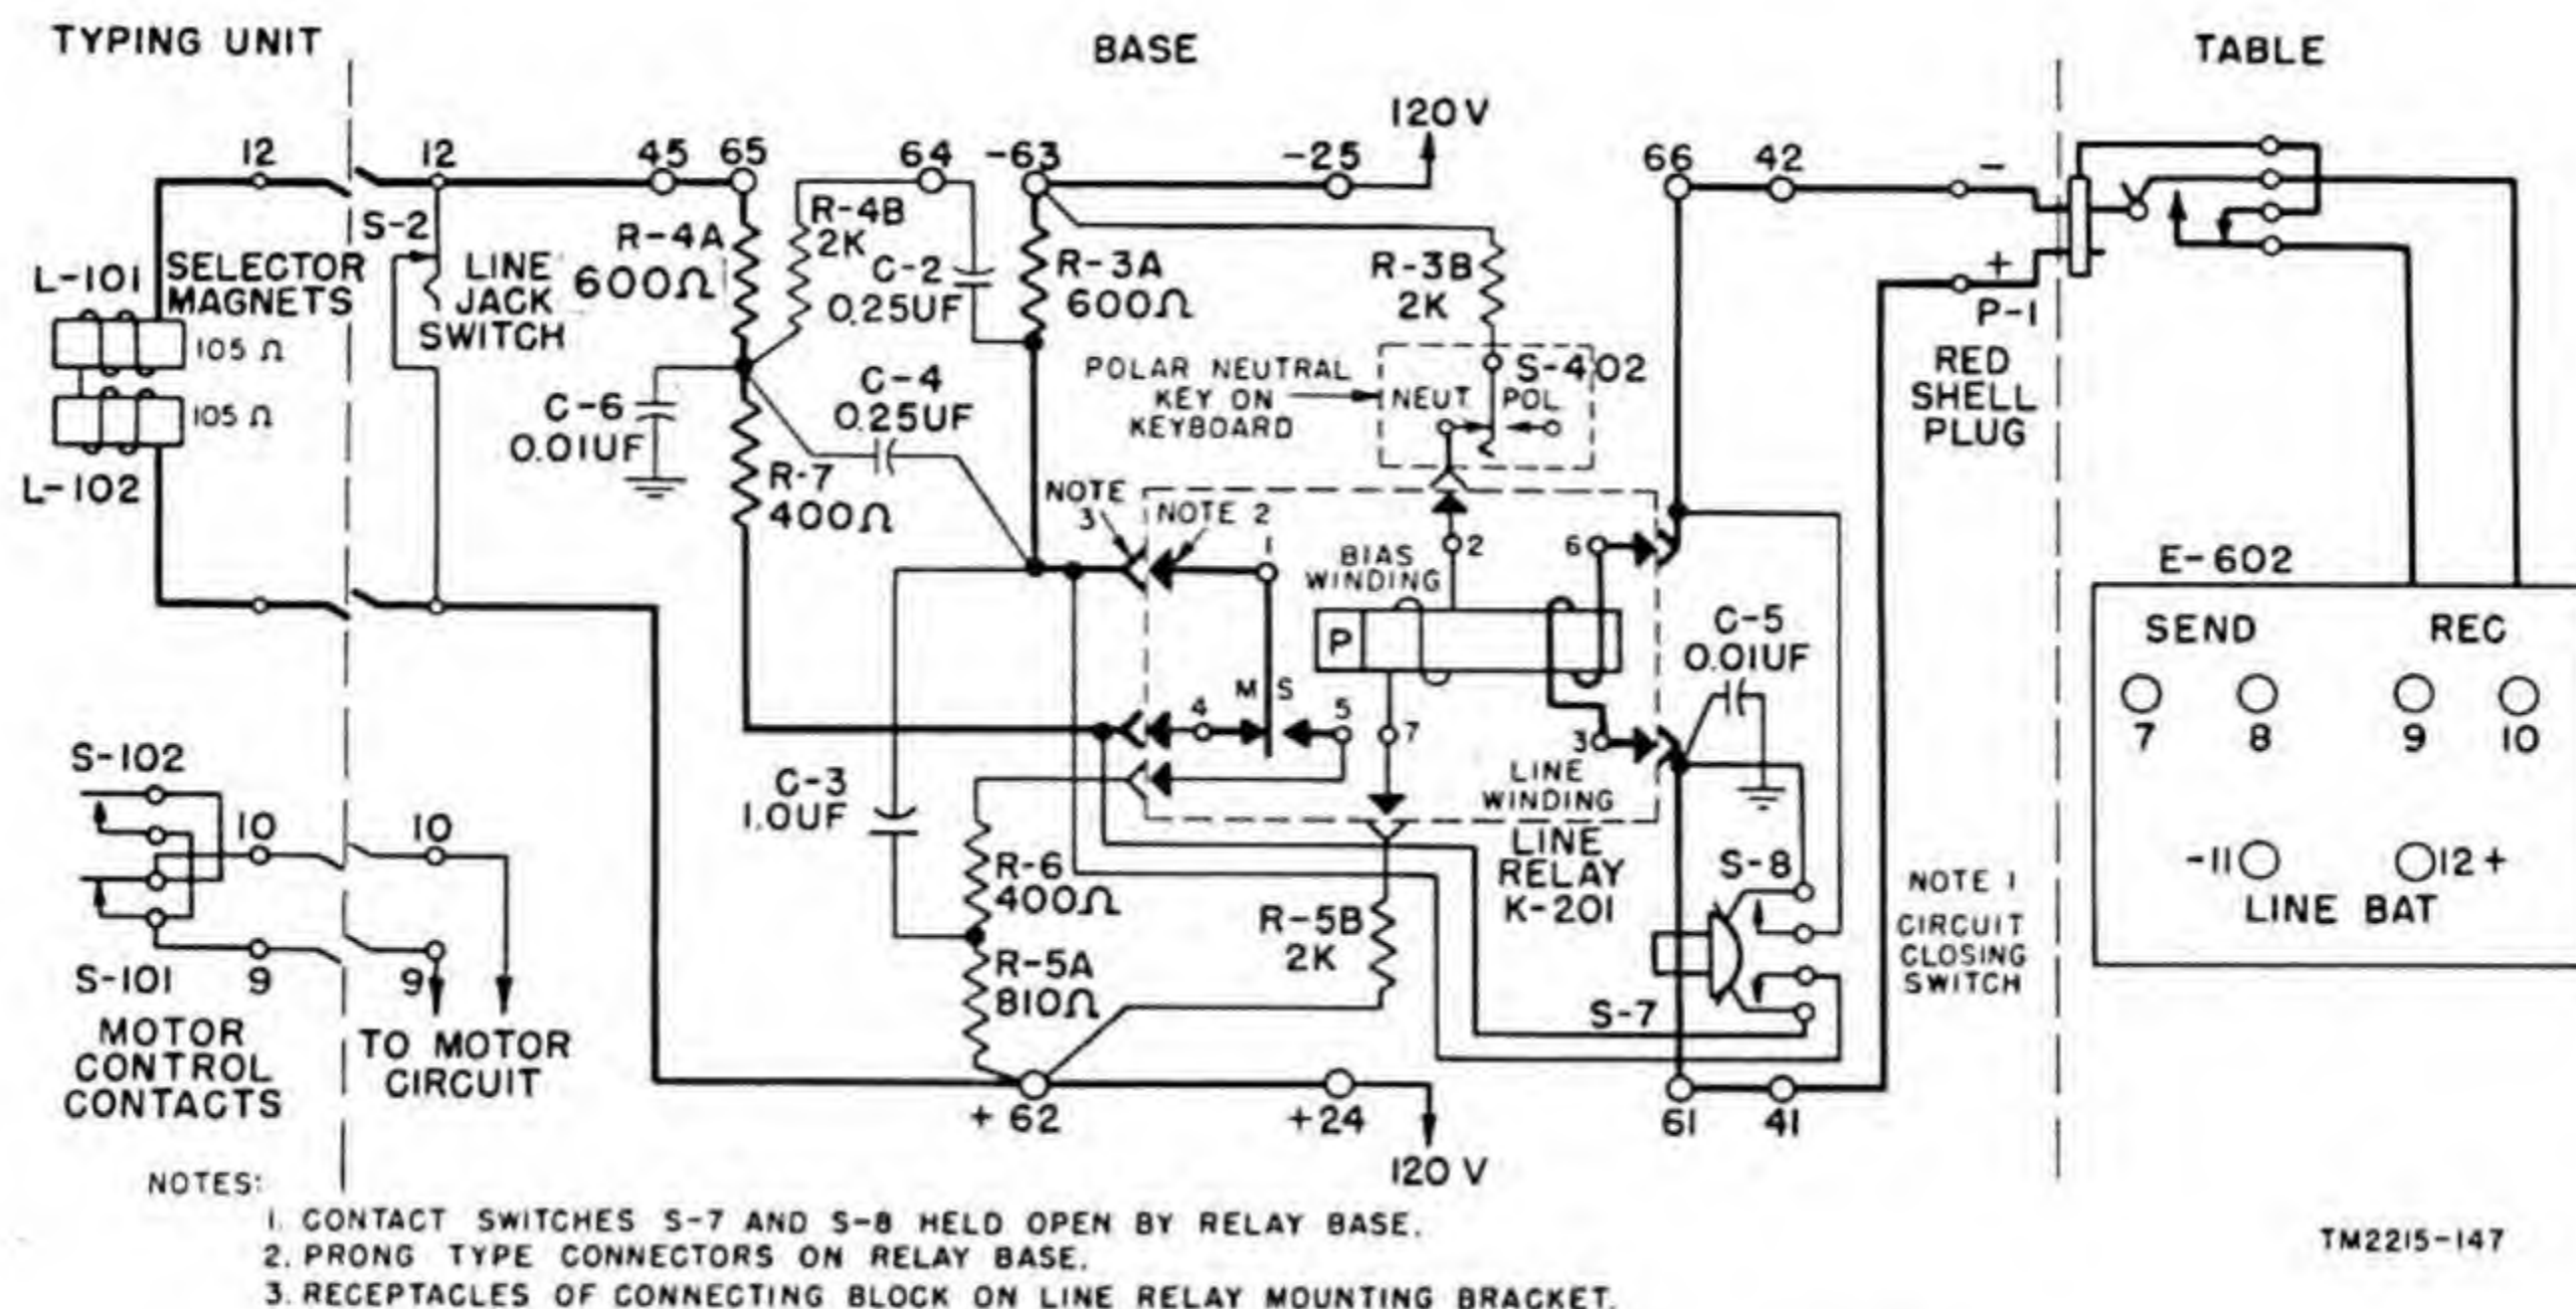 TYPING UNIT
BASE
TABLE
120V
12
12
45
65
64
-63
-25
66
42
-
S-2
R-4B
2K
R-4A
600Ω
L-101
SELECTOR
MAGNETS
LINE
JACK
SWITCH
C-2
0.25UF
R-3A
600Ω
R-3B
2K
+
P-1
105 Ω
105 Ω
L-102
RED
SHELL
PLUG
POLAR NEUTRAL
KEY ON
KEYBOARD
S-402
NEUT
POL
C-4
0.25UF
C-6
0.01UF
R-7
400Ω
NOTE
3
NOTE 2
1
BIAS
WINDING
2
6
E-602
P
C-5
0.01UF
SEND
REC
M
S
4
5
7
3
7
8
9
10
LINE
WINDING
S-102
C-3
1.0UF
10
10
LINE
RELAY
K-201
S-8
-11
12+
LINE BAT
NOTE 1
CIRCUIT
CLOSING
SWITCH
R-6
400Ω
R-5B
2K
R-5A
810Ω
S-101
9
9
S-7
MOTOR
CONTROL
CONTACTS
TO MOTOR
CIRCUIT
+62
+24
61
41
120 V
NOTES:
1. CONTACT SWITCHES S-7 AND S-8 HELD OPEN BY RELAY BASE.
2. PRONG TYPE CONNECTORS ON RELAY BASE.
3. RECEPTACLES OF CONNECTING BLOCK ON LINE RELAY MOUNTING BRACKET.
TM2215-147